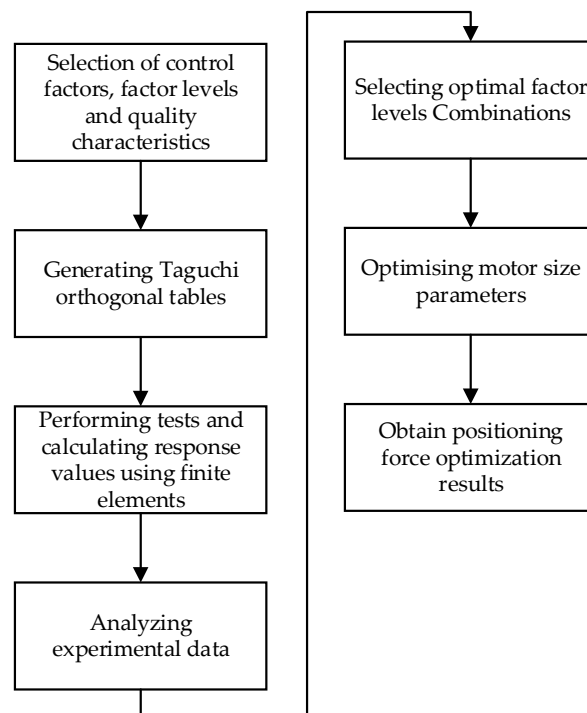 Selection of control
factors, factor levels
and quality
characteristics
Generating Taguchi
orthogonal tables
Performing tests and
calculating response
values using finite
elements
Analyzing
experimental data
Selecting optimal factor
levels Combinations
Optimising motor size
parameters
Obtain positioning
force optimization
results